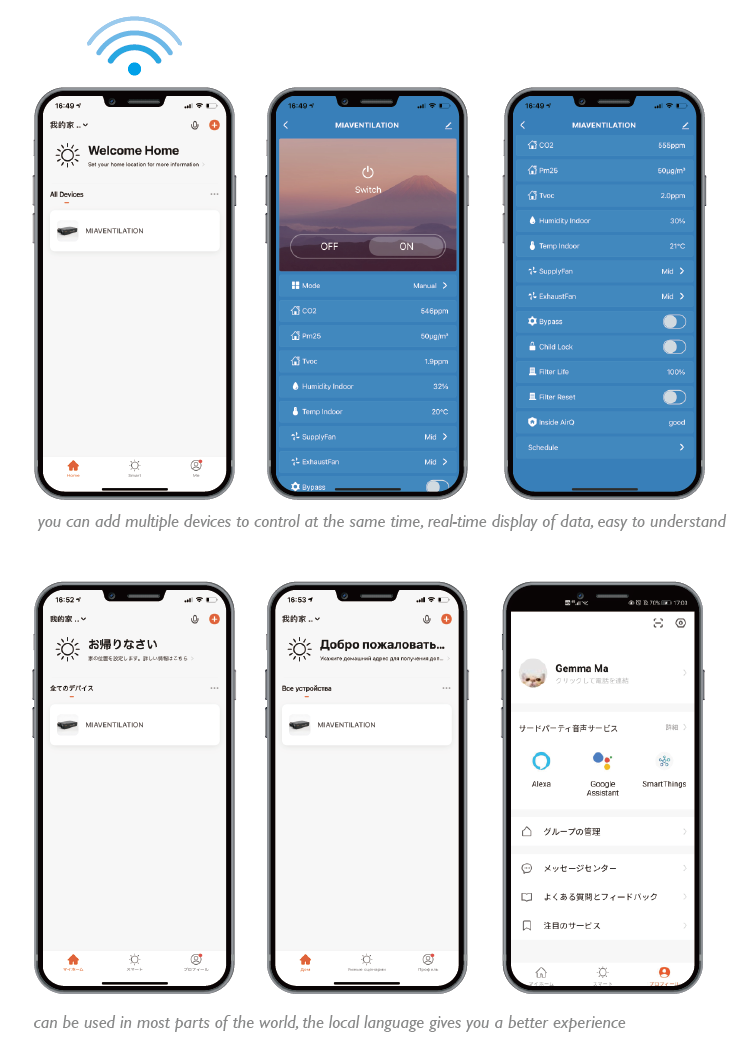 16:49
我的家 ..
Welcome Home
Set your home location for more information
All Devices
MIAVENTILATION
Home
Smart
Me
16:49
MIAVENTILATION
Switch
OFF
ON
Mode
Manual
CO2
546ppm
Pm25
50µg/m³
Tvoc
1.9ppm
Humidity Indoor
32%
Temp Indoor
20°C
SupplyFan
Mid
ExhaustFan
Mid
Bypass
16:49
MIAVENTILATION
CO2
556ppm
Pm25
50µg/m³
Tvoc
2.0ppm
Humidity Indoor
30%
Temp Indoor
21°C
SupplyFan
Mid
ExhaustFan
Mid
Bypass
Child Lock
Filter Life
100%
Filter Reset
Inside AirQ
good
Schedule
you can add multiple devices to control at the same time, real-time display of data, easy to understand
16:52
我的家 ..
お帰りなさい
家の位置を設定します。詳しい情報はこちら
全てのデバイス
MIAVENTILATION
マイホーム
スマート
プロフィール
16:53
我的家 ..
Добро пожаловать...
Укажите домашний адрес для получения доп...
Все устройства
MIAVENTILATION
Дом
Профиль
70%
17:03
Gemma Ma
クリックして電話を連絡
サードパーティ音声サービス
詳細
Alexa
Google
Assistant
SmartThings
グループの管理
メッセージセンター
よくある質問とフィードバック
注目のサービス
マイホーム
スマート
プロフィール
can be used in most parts of the world, the local language gives you a better experience